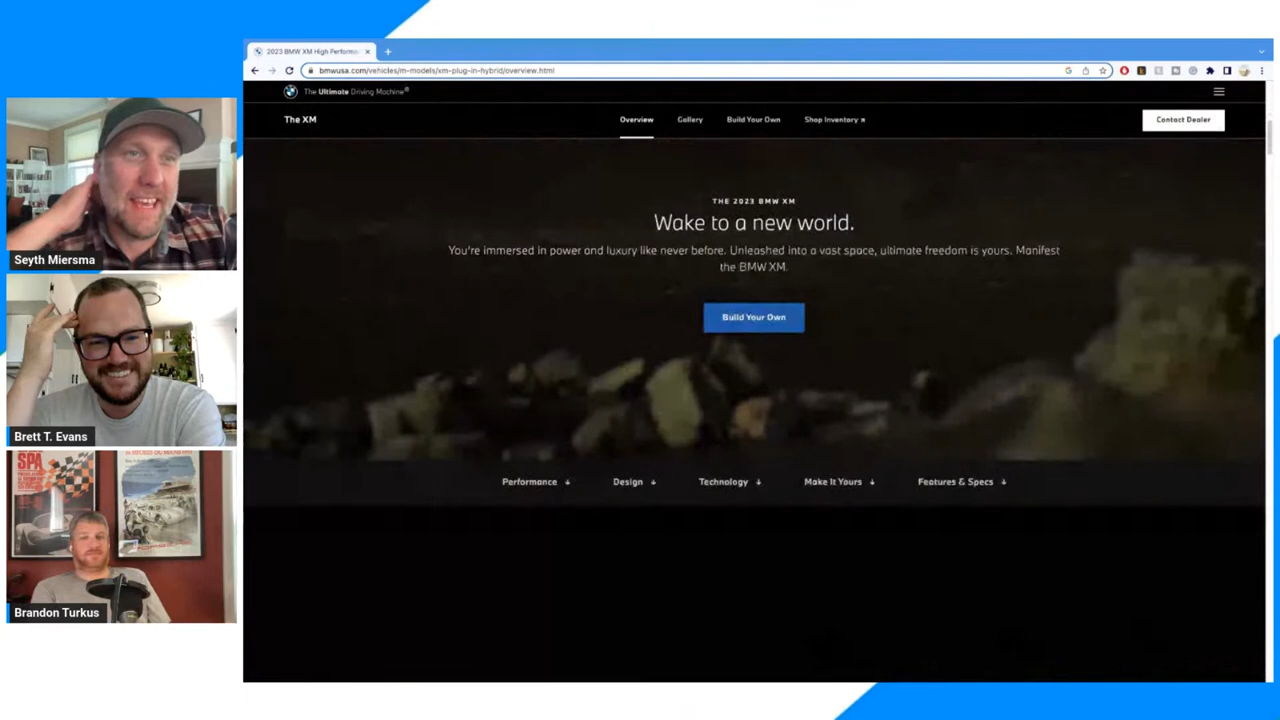 2023 BMW XM High Performa
bmwusa.com/vehicles/m-models/xm-plug-in-hybrid/overview.html
The Ultimate Driving Machine®
The XM
Overview
Gallery
Build Your Own
Shop Inventory
Contact Dealer
THE 2023 BMW XM
Wake to a new world.
You're immersed in power and luxury like never before. Unleashed into a vast space, ultimate freedom is yours. Manifest
the BMW XM.
Build Your Own
Performance
Design
Technology
Make It Yours
Features & Specs
Seyth Miersma
Brett T. Evans
SPA
Brandon Turkus